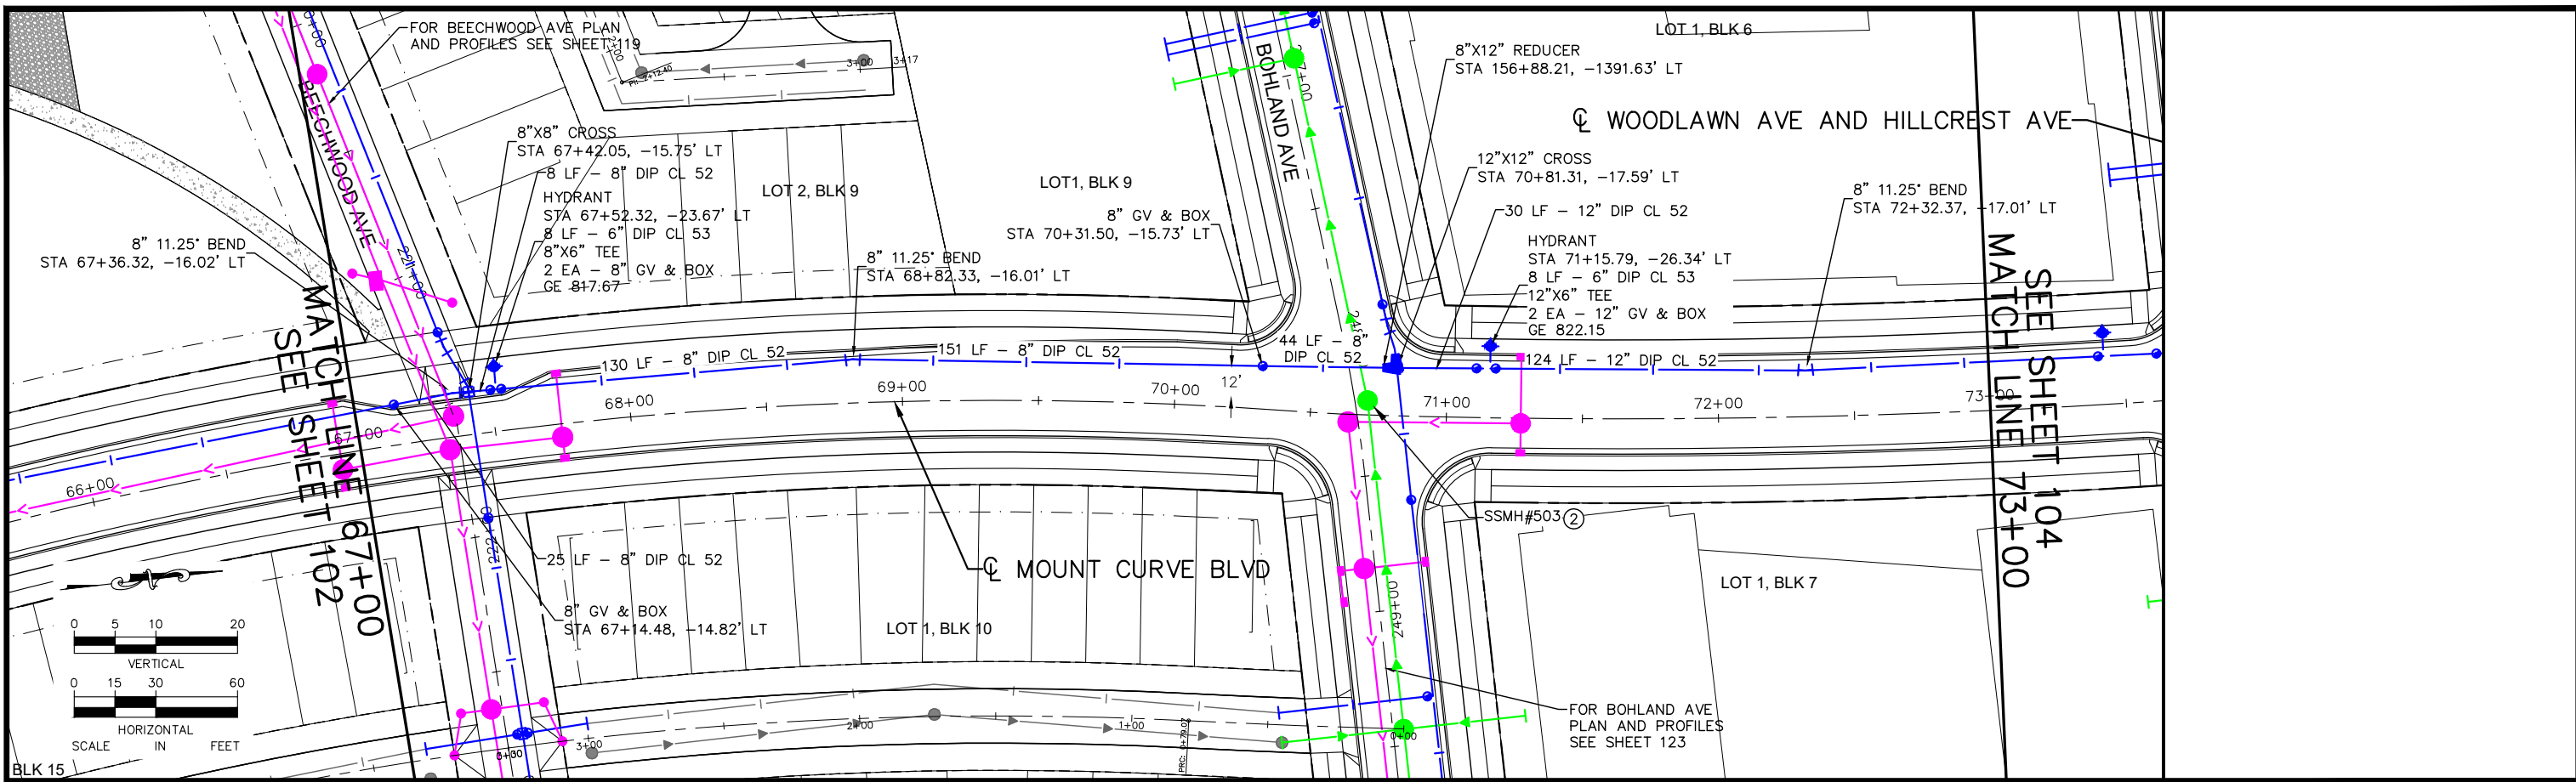 FOR BEECHWOOD AVE PLAN
AND PROFILES SEE SHEET 119
BEECHWOOD AVE
221+00
222+00
8"X8" CROSS
STA 67+42.05, -15.75' LT
8 LF - 8" DIP CL 52
HYDRANT
STA 67+52.32, -23.67' LT
8 LF - 6" DIP CL 53
8"X6" TEE
2 EA - 8" GV & BOX
GE 817.67
8" 11.25° BEND
STA 67+36.32, -16.02' LT
MATCH LINE 67+00
SEE SHEET 102
3+00
3+17
LOT 2, BLK 9
LOT1, BLK 9
8" 11.25° BEND
STA 68+82.33, -16.01' LT
8" GV & BOX
STA 70+31.50, -15.73' LT
BOHLAND AVE
LOT 1, BLK 6
8"X12" REDUCER
STA 156+88.21, -1391.63' LT
℄ WOODLAWN AVE AND HILLCREST AVE
12"X12" CROSS
STA 70+81.31, -17.59' LT
30 LF - 12" DIP CL 52
HYDRANT
STA 71+15.79, -26.34' LT
8 LF - 6" DIP CL 53
12"X6" TEE
2 EA - 12" GV & BOX
GE 822.15
8" 11.25° BEND
STA 72+32.37, -17.01' LT
SEE SHEET 104
MATCH LINE 73+00
130 LF - 8" DIP CL 52
151 LF - 8" DIP CL 52
44 LF - 8"
DIP CL 52
124 LF - 12" DIP CL 52
12'
66+00
67+00
68+00
69+00
70+00
71+00
72+00
73+00
SSMH#503 2
25 LF - 8" DIP CL 52
℄ MOUNT CURVE BLVD
8" GV & BOX
STA 67+14.48, -14.82' LT
LOT 1, BLK 10
LOT 1, BLK 7
249+00
FOR BOHLAND AVE
PLAN AND PROFILES
SEE SHEET 123
3+00
2+00
1+00
0+00
0 5 10 20
VERTICAL
0 15 30 60
HORIZONTAL
SCALE IN FEET
BLK 15